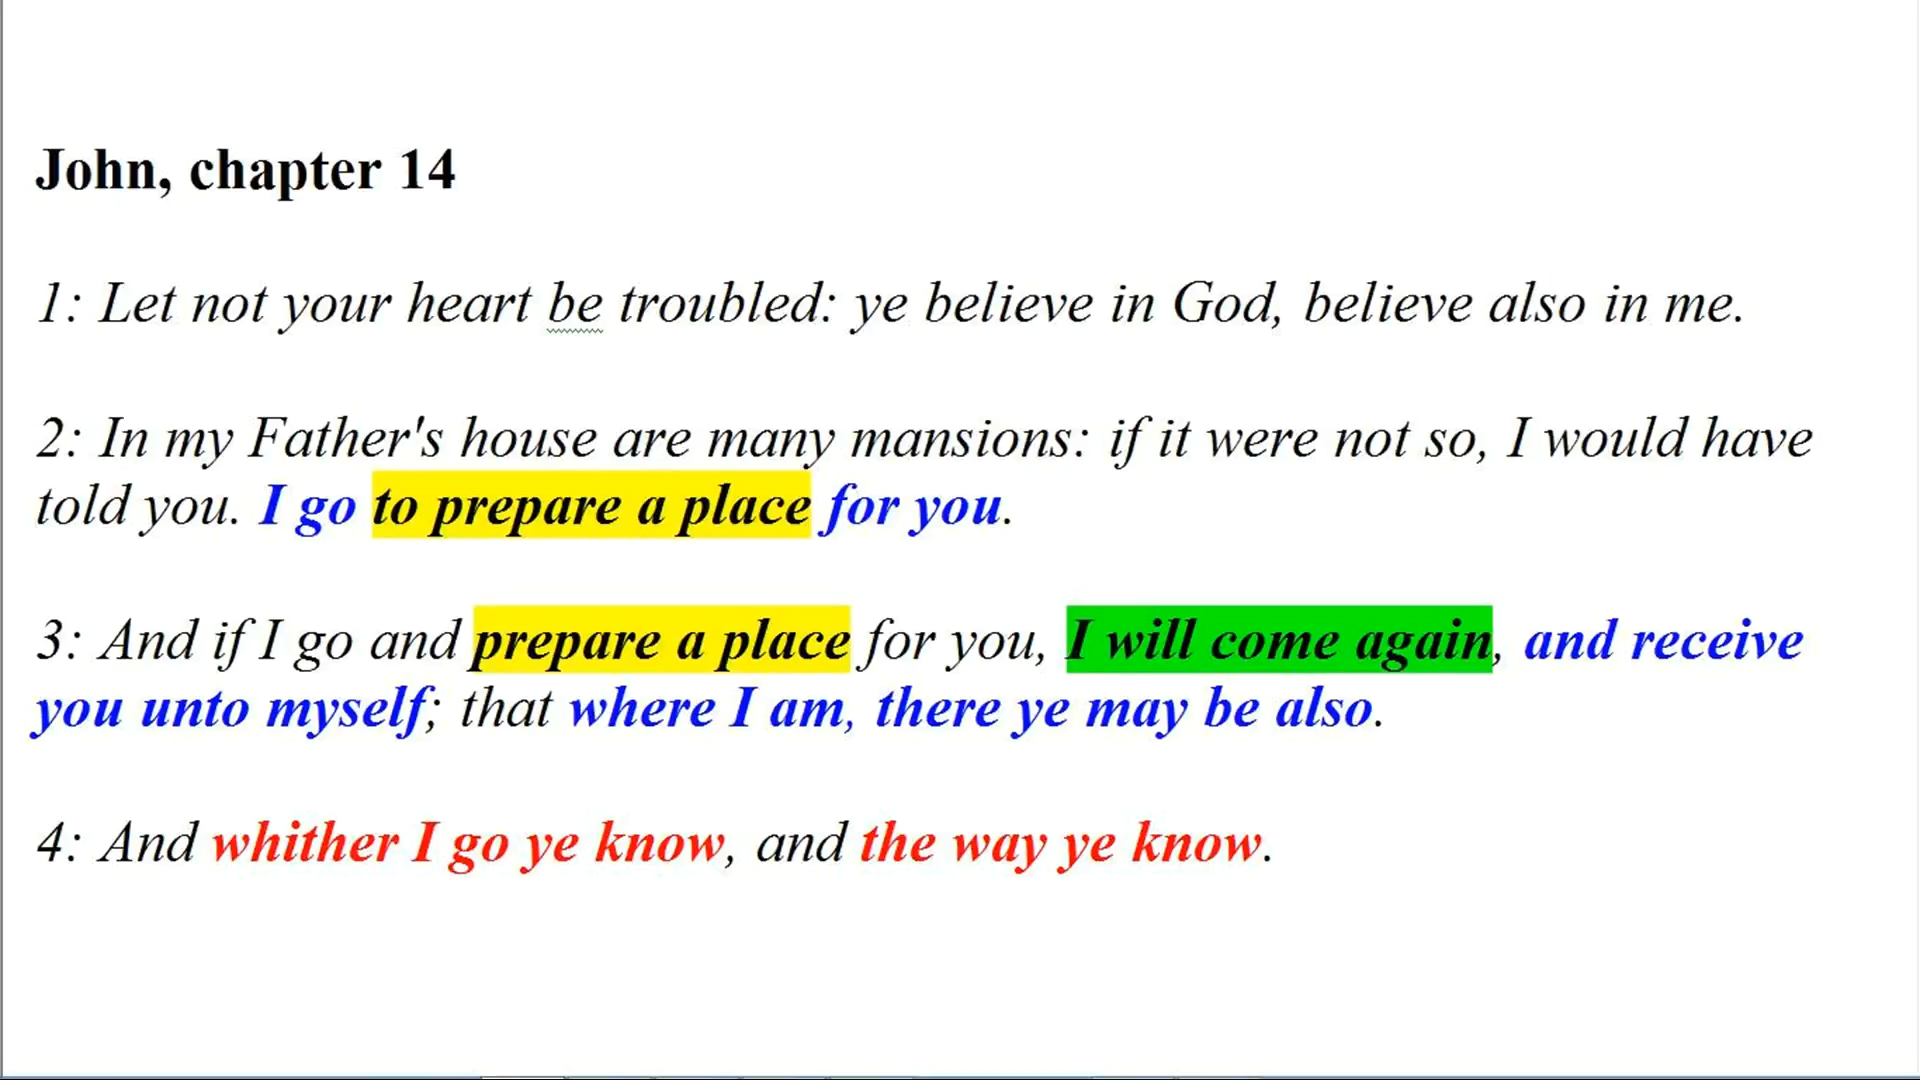 John, chapter 14
1: Let not your heart be troubled: ye believe in God, believe also in me.
2: In my Father's house are many mansions: if it were not so, I would have
told you. I go to prepare a place for you.
3: And if I go and prepare a place for you, I will come again, and receive
you unto myself; that where I am, there ye may be also.
4: And whither I go ye know, and the way ye know.